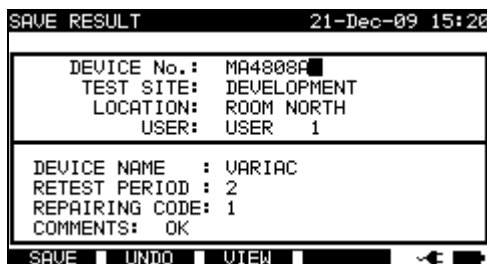 SAVE RESULT 21-Dec-09 15:20
DEVICE No.: MA4808A
TEST SITE: DEVELOPMENT
LOCATION: ROOM NORTH
USER: USER 1
DEVICE NAME : VARIAC
RETEST PERIOD : 2
REPAIRING CODE: 1
COMMENTS: OK
SAVE UNDO VIEW